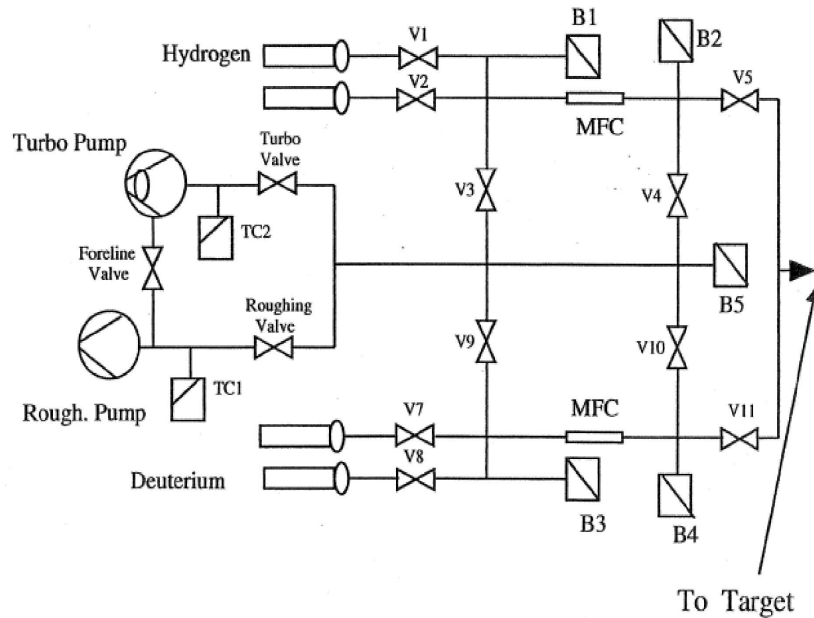 B1
B2
V1
Hydrogen
V2
V5
MFC
Turbo Pump
Turbo
Valve
V3
V4
TC2
Foreline
Valve
B5
Roughing
Valve
V9
V10
TC1
Rough. Pump
V7
MFC
V11
V8
Deuterium
B3
B4
To Target